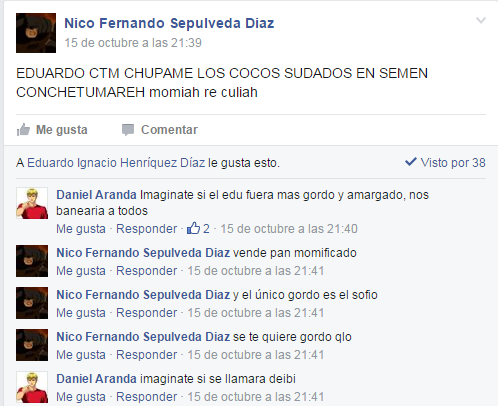 Nico Fernando Sepulveda Diaz
15 de octubre a las 21:39
EDUARDO CTM CHUPAME LOS COCOS SUDADOS EN SEMEN
CONCHETUMAREH momiah re culiah
Me gusta Comentar
A Eduardo Ignacio Henríquez Díaz le gusta esto. Visto por 38
Daniel Aranda Imaginate si el edu fuera mas gordo y amargado, nos
banearia a todos
Me gusta · Responder · 2 · 15 de octubre a las 21:40
Nico Fernando Sepulveda Diaz vende pan momificado
Me gusta · Responder · 15 de octubre a las 21:41
Nico Fernando Sepulveda Diaz y el único gordo es el sofio
Me gusta · Responder · 15 de octubre a las 21:41
Nico Fernando Sepulveda Diaz se te quiere gordo qlo
Me gusta · Responder · 15 de octubre a las 21:41
Daniel Aranda imaginate si se llamara deibi
Me gusta · Responder · 15 de octubre a las 21:41